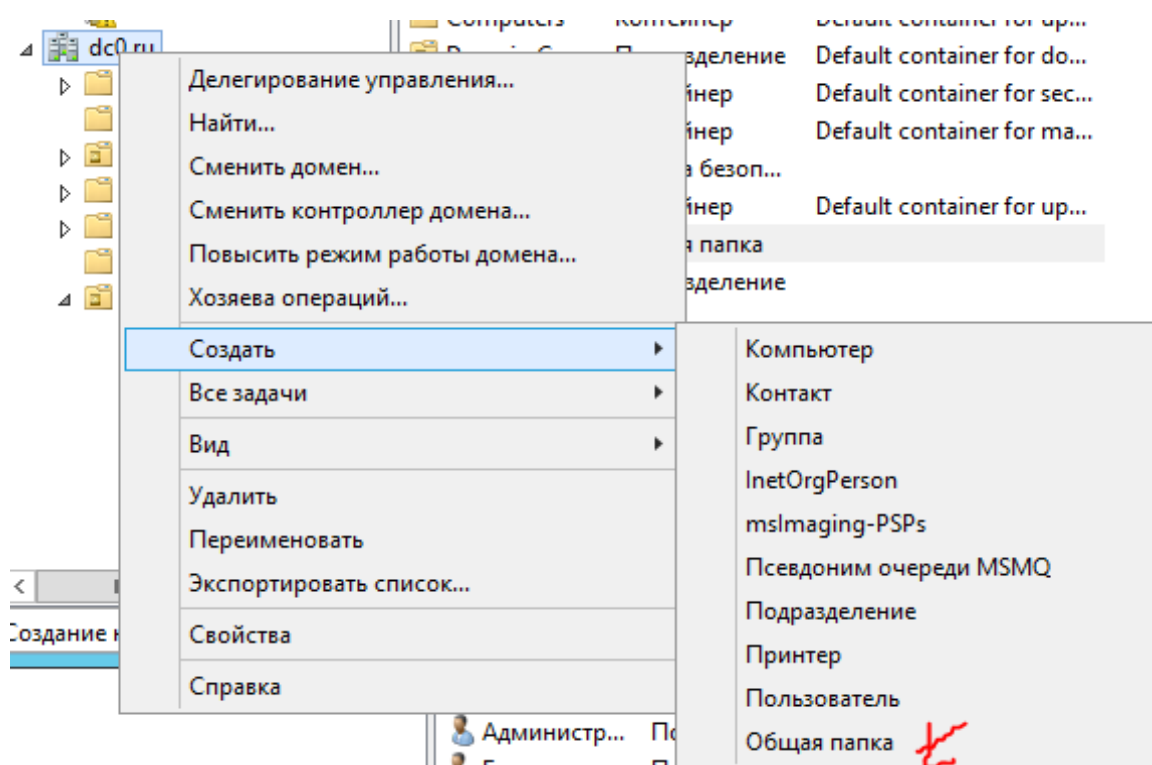 Computers Контейнер Default container for up...
dc0.ru
зделение Default container for do...
Делегирование управления...
йнер Default container for sec...
Найти...
йнер Default container for ma...
Сменить домен...
а безоп...
Сменить контроллер домена...
йнер Default container for up...
Повысить режим работы домена...
я папка
Хозяева операций...
зделение
Создать
Все задачи
Вид
Удалить
Переименовать
Экспортировать список...
Свойства
Справка
Компьютер
Контакт
Группа
InetOrgPerson
msImaging-PSPs
Псевдоним очереди MSMQ
Подразделение
Принтер
Пользователь
Общая папка
Создание н
Администр... По